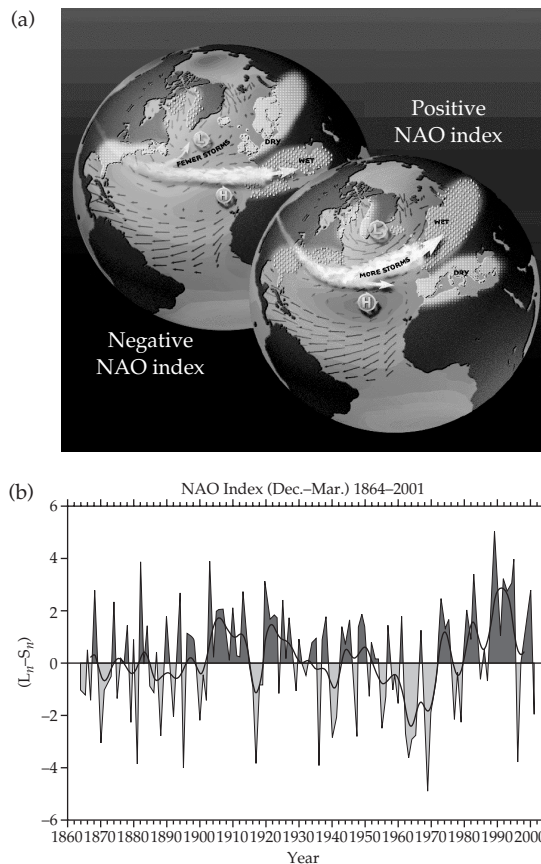 (a)
Positive
NAO index
L
FEWER STORMS
DRY
WET
H
WET
L
MORE STORMS
DRY
H
Negative
NAO index
(b)
NAO Index (Dec.–Mar.) 1864–2001
6
4
2
0
−2
−4
−6
(Lₙ–Sₙ)
1860 1870 1880 1890 1900 1910 1920 1930 1940 1950 1960 1970 1980 1990 2000
Year